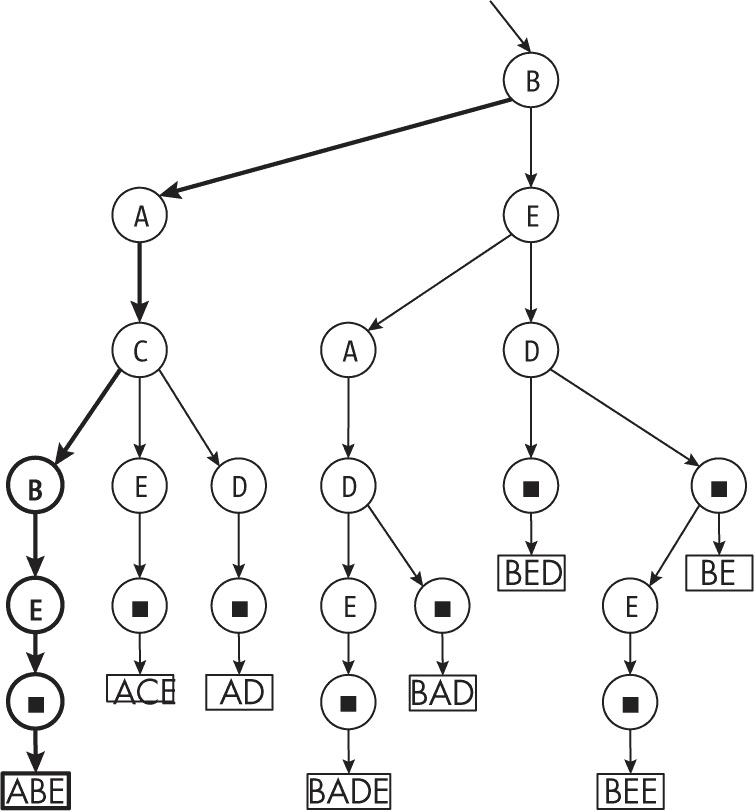 B
A E
C A D
B E D D ■ ■
BED BE
E ■ ■ E ■ E
ACE AD BAD
■ ■ ■
ABE BADE BEE